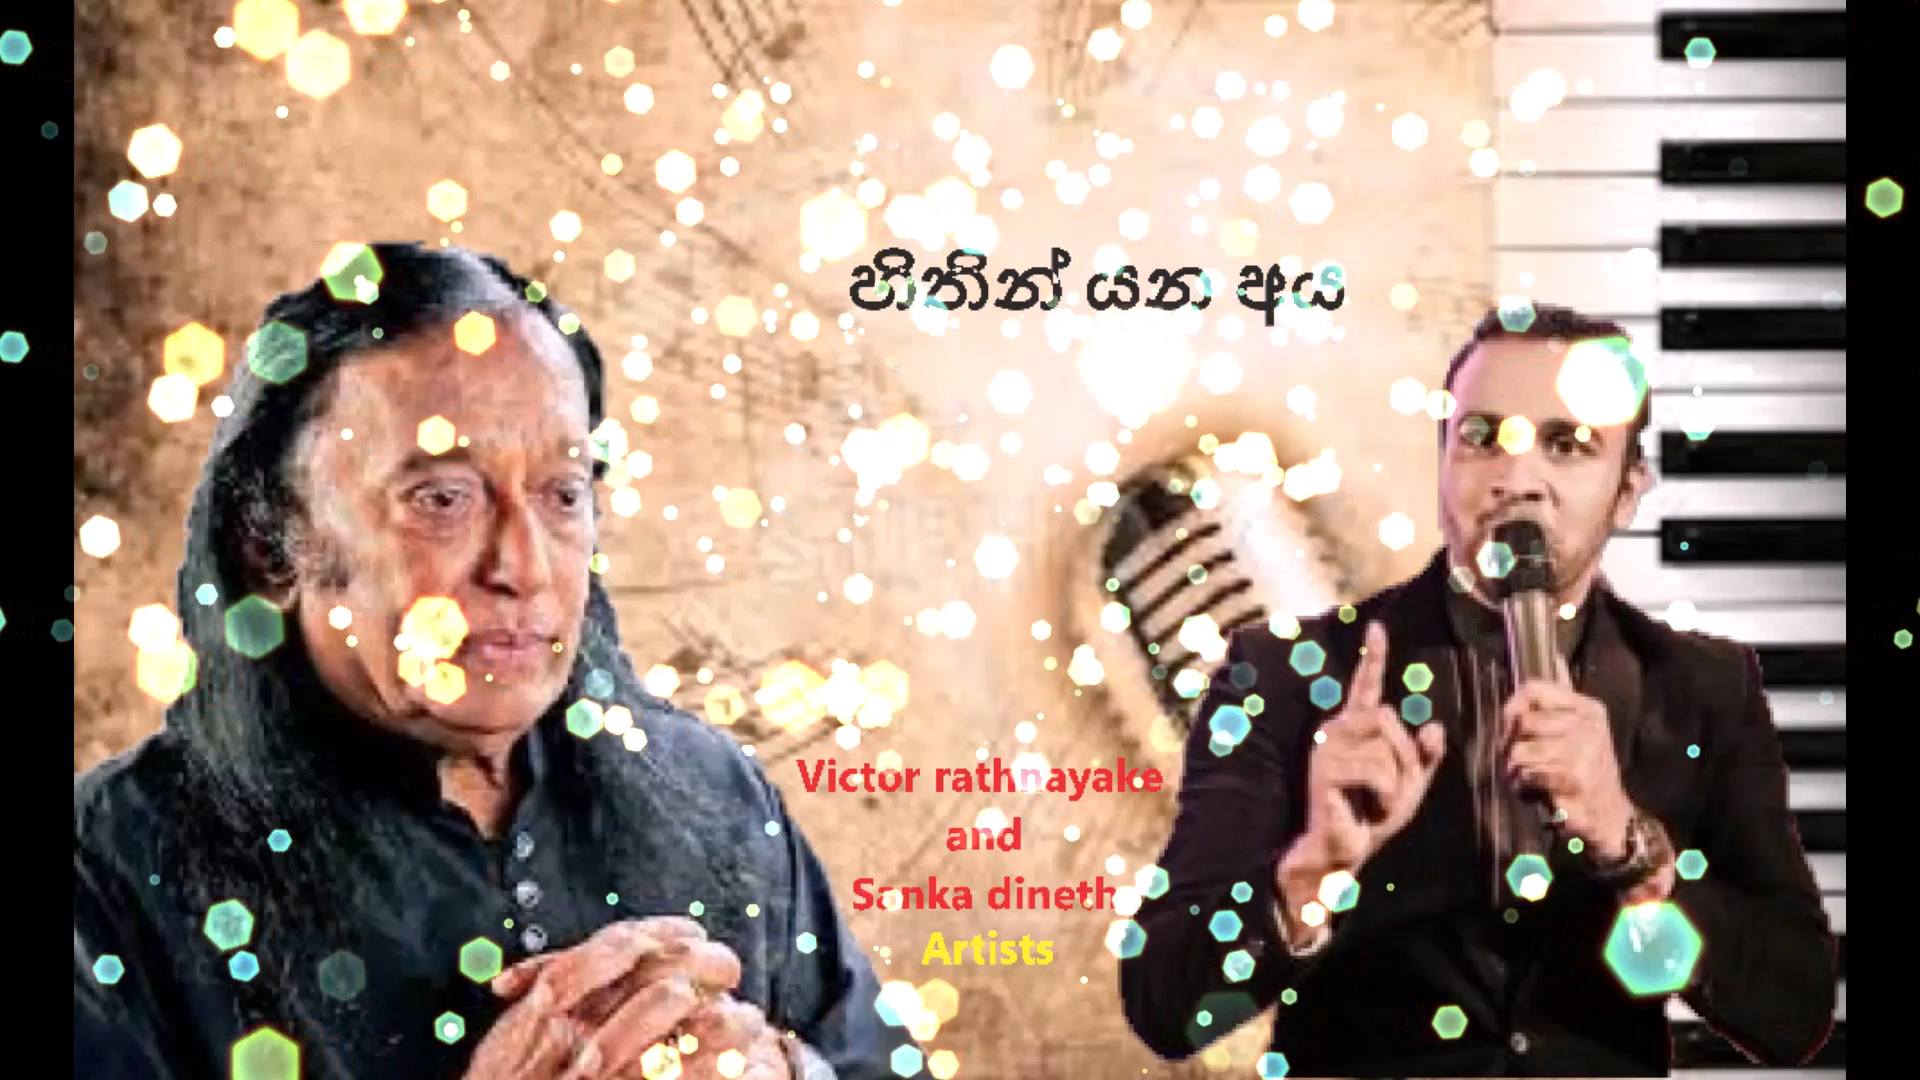 හිතින් යන අය
Victor rathnayake
and
Sanka dineth
Artists